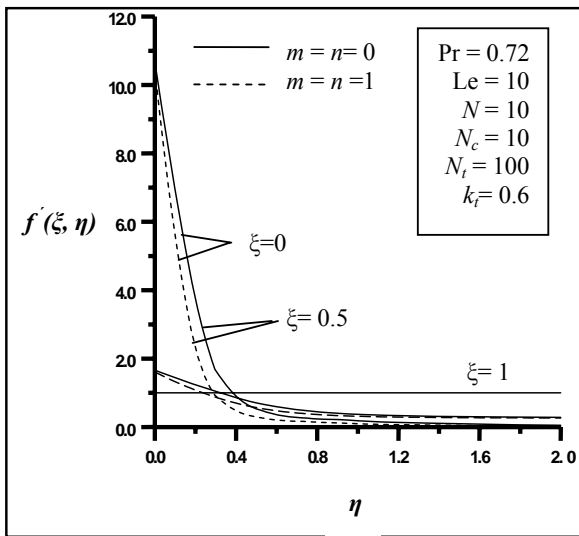 12.0
10.0
8.0
6.0
4.0
2.0
0.0
f´(ξ, η)
m = n= 0
m = n =1
Pr = 0.72
Le = 10
N = 10
N_c = 10
N_t = 100
k_t= 0.6
ξ=0
ξ= 0.5
ξ= 1
0.0 0.4 0.8 1.2 1.6 2.0
η